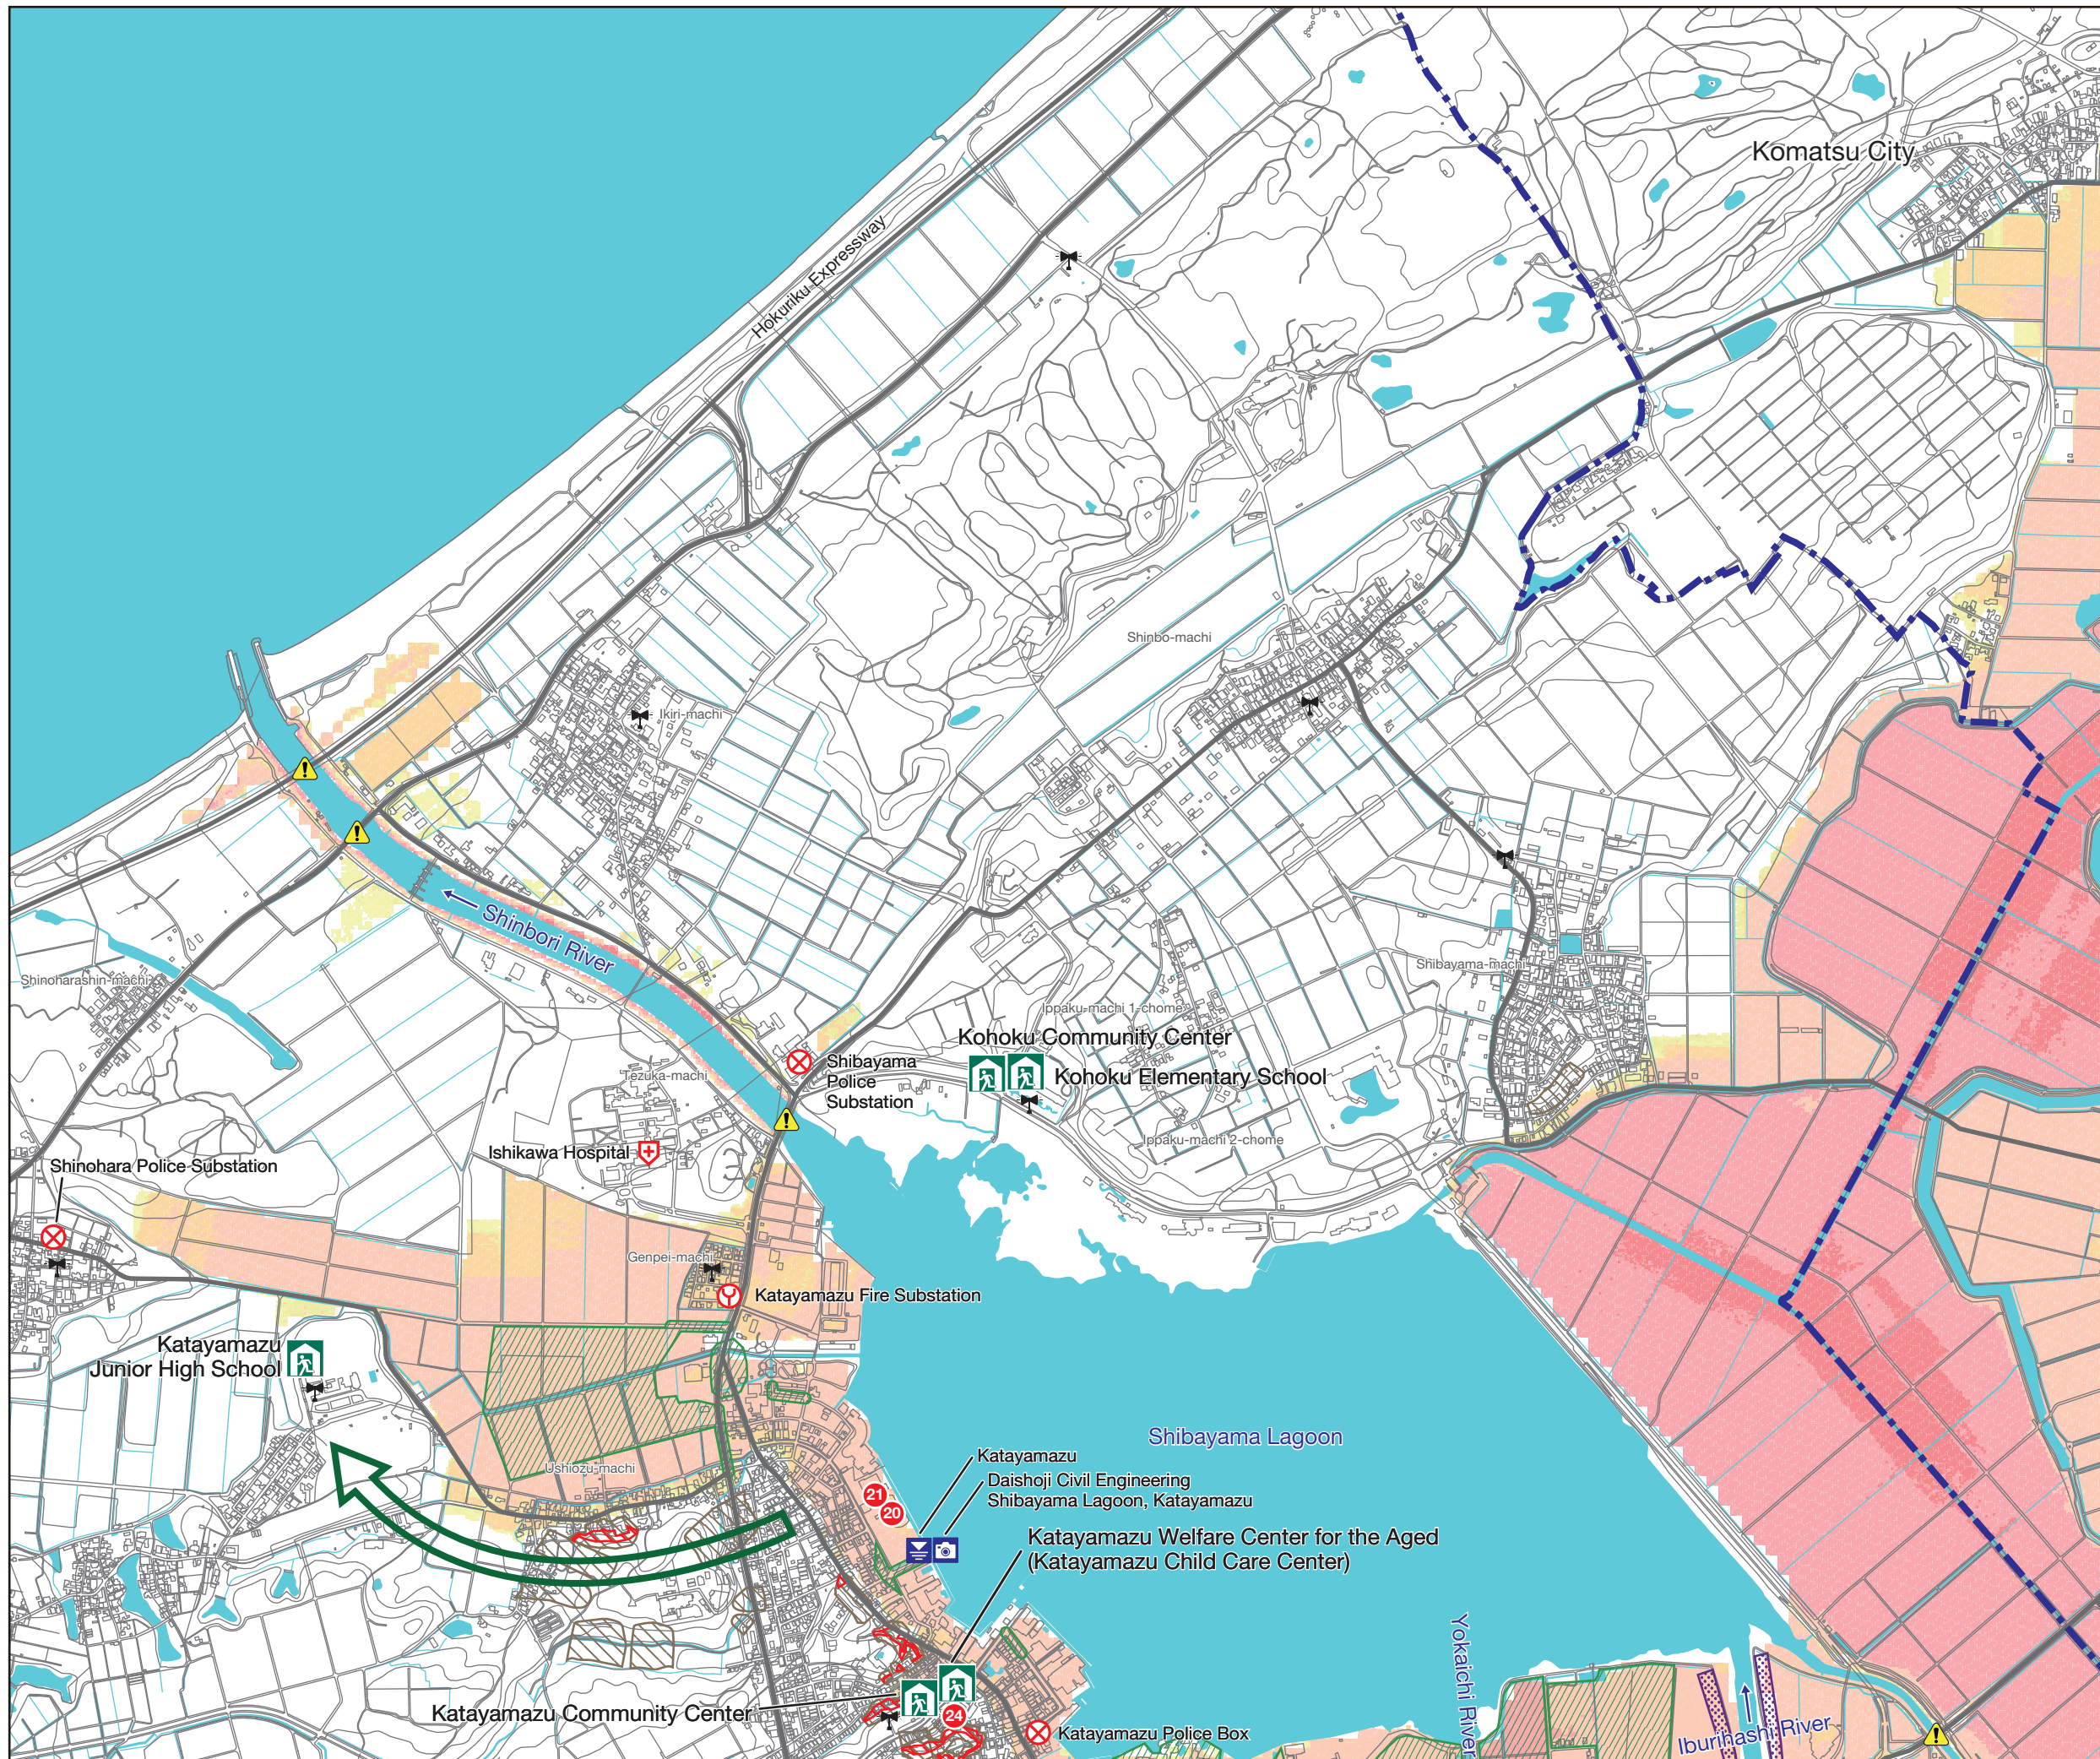 Komatsu City
Hokuriku Expressway
Shinbo-machi
Ikiri-machi
Shinbori River
Shinoharashin-machi
Shibayama-machi
Ippaku-machi 1-chome
Kohoku Community Center
Kohoku Elementary School
Shibayama
Police
Substation
Tezuka-machi
Ippaku-machi 2-chome
Ishikawa Hospital
Shinohara Police Substation
Genpei-machi
Katayamazu Fire Substation
Katayamazu
Junior High School
Shibayama Lagoon
Ushiozu-machi
Katayamazu
Daishoji Civil Engineering
Shibayama Lagoon, Katayamazu
21
20
Katayamazu Welfare Center for the Aged
(Katayamazu Child Care Center)
Katayamazu Community Center
24
Katayamazu Police Box
Yokaichi River
Iburihashi River